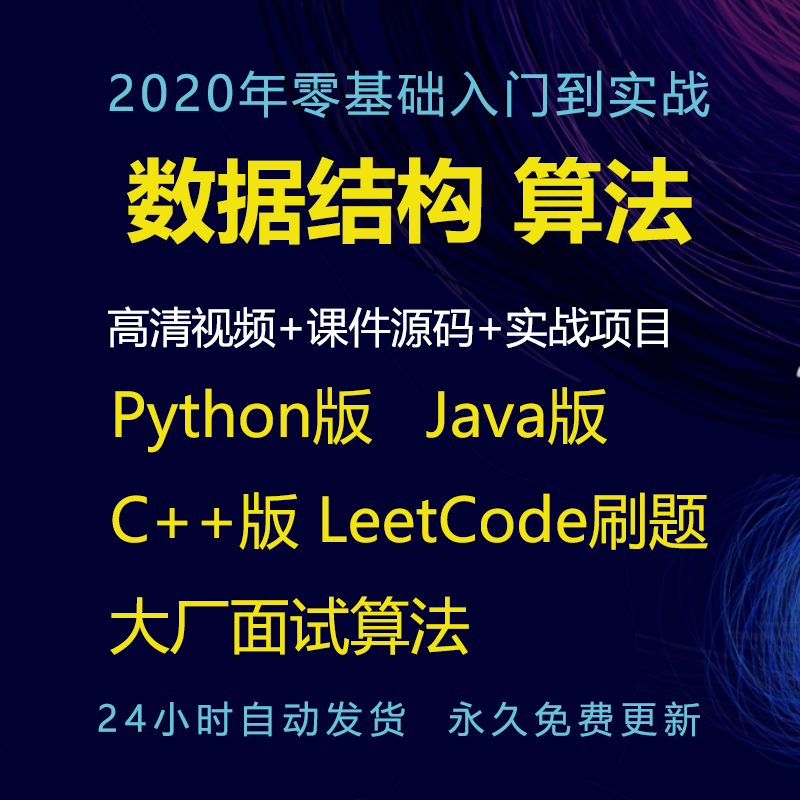 2020年零基础入门到实战
数据结构 算法
高清视频+课件源码+实战项目
Python版 Java版
C++版 LeetCode刷题
大厂面试算法
24小时自动发货 永久免费更新